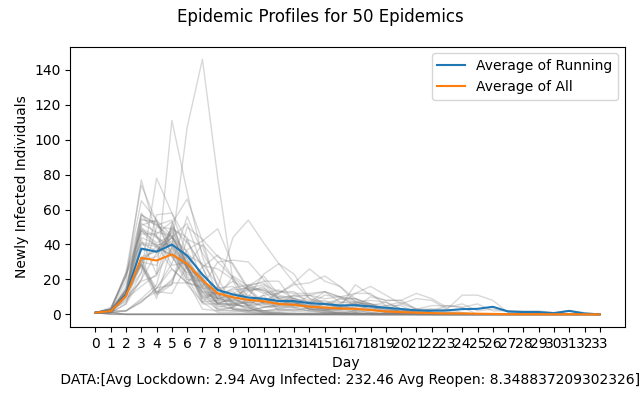 Epidemic Profiles for 50 Epidemics
Newly Infected Individuals
140
120
100
80
60
40
20
0
Average of Running
Average of All
0 1 2 3 4 5 6 7 8 9 10 11 12 13 14 15 16 17 18 19 20 21 22 23 24 25 26 27 28 29 30 31 32 33
Day
DATA:[Avg Lockdown: 2.94 Avg Infected: 232.46 Avg Reopen: 8.348837209302326]